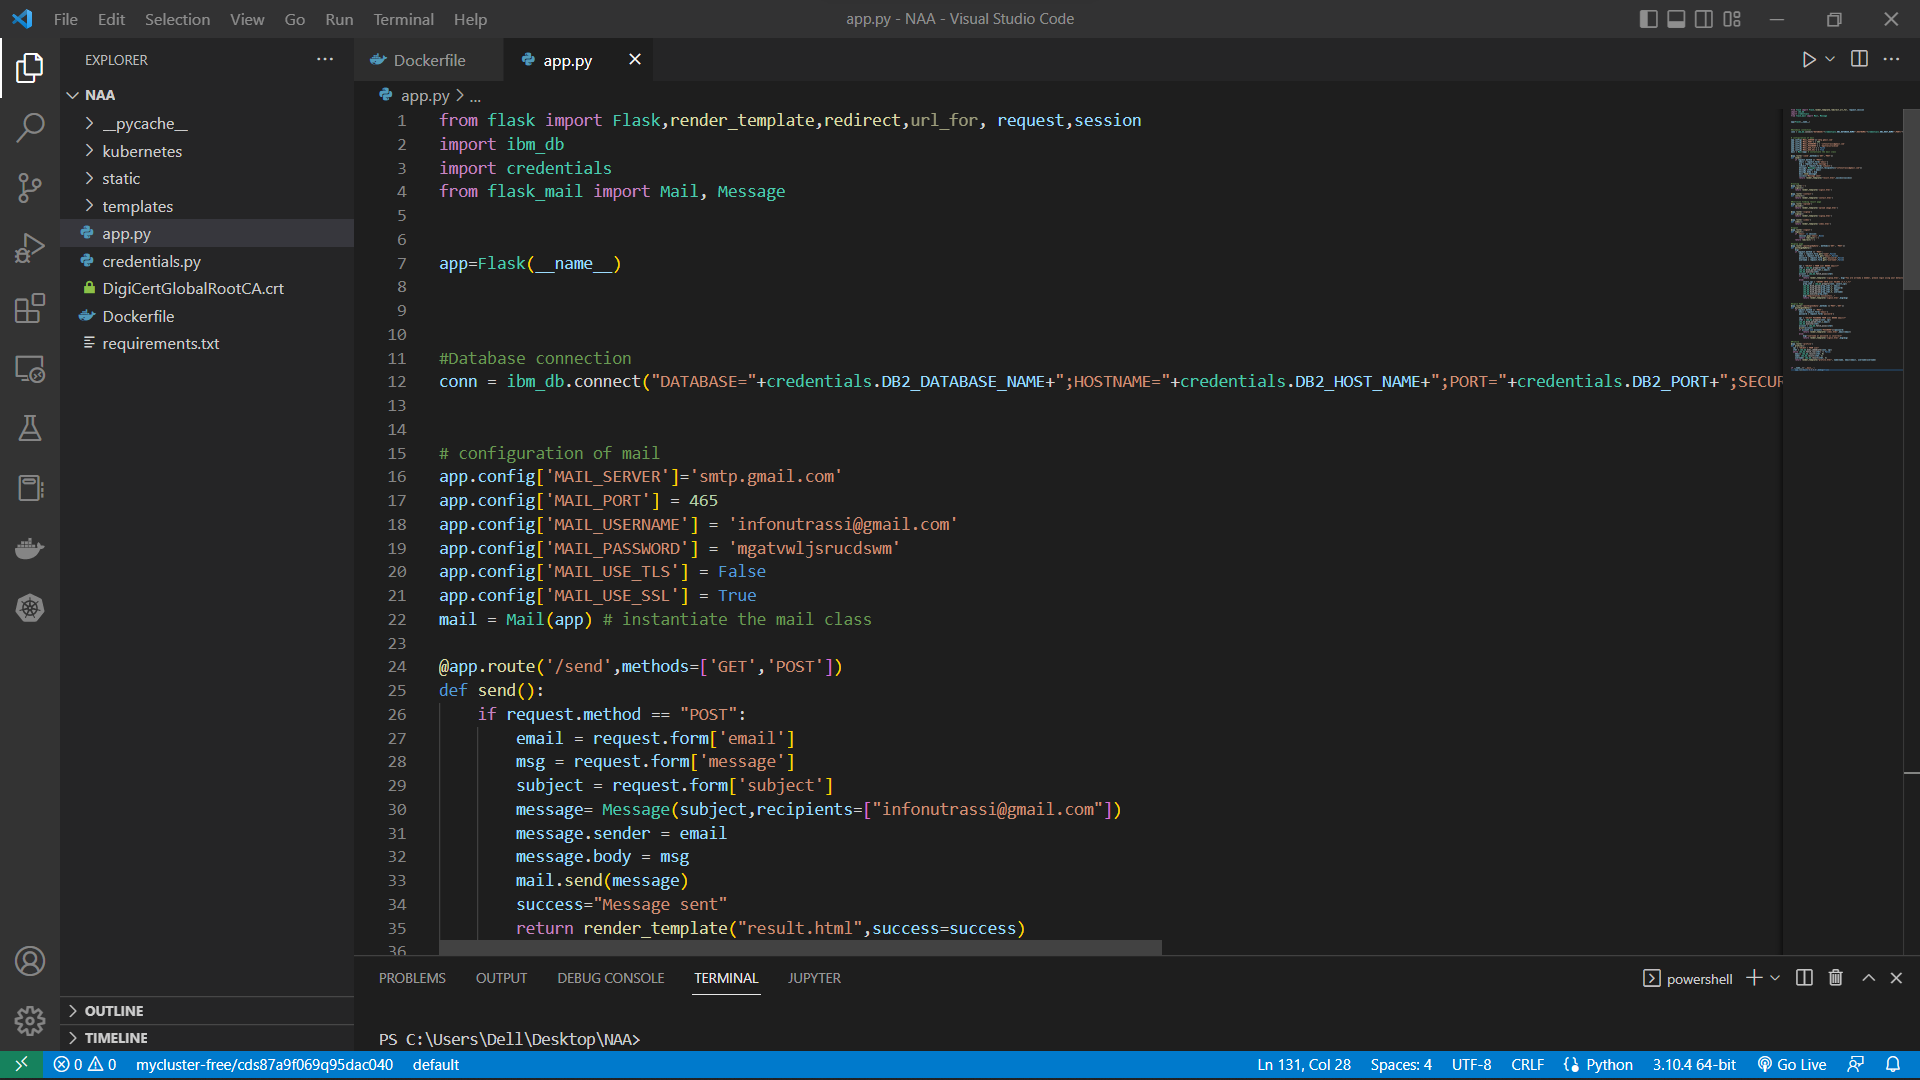 File Edit Selection View Go Run Terminal Help
app.py - NAA - Visual Studio Code
EXPLORER
NAA
__pycache__
kubernetes
static
templates
app.py
credentials.py
DigiCertGlobalRootCA.crt
Dockerfile
requirements.txt
OUTLINE
TIMELINE
Dockerfile
app.py
app.py > ...
1 from flask import Flask,render_template,redirect,url_for, request,session
2 import ibm_db
3 import credentials
4 from flask_mail import Mail, Message
5
6
7 app=Flask(__name__)
8
9
10
11 #Database connection
12 conn = ibm_db.connect("DATABASE="+credentials.DB2_DATABASE_NAME+";HOSTNAME="+credentials.DB2_HOST_NAME+";PORT="+credentials.DB2_PORT+";SECUR
13
14
15 # configuration of mail
16 app.config['MAIL_SERVER']='smtp.gmail.com'
17 app.config['MAIL_PORT'] = 465
18 app.config['MAIL_USERNAME'] = 'infonutrassi@gmail.com'
19 app.config['MAIL_PASSWORD'] = 'mgatvwljsrucdswm'
20 app.config['MAIL_USE_TLS'] = False
21 app.config['MAIL_USE_SSL'] = True
22 mail = Mail(app) # instantiate the mail class
23
24 @app.route('/send',methods=['GET','POST'])
25 def send():
26     if request.method == "POST":
27         email = request.form['email']
28         msg = request.form['message']
29         subject = request.form['subject']
30         message= Message(subject,recipients=["infonutrassi@gmail.com"])
31         message.sender = email
32         message.body = msg
33         mail.send(message)
34         success="Message sent"
35         return render_template("result.html",success=success)
36
PROBLEMS OUTPUT DEBUG CONSOLE TERMINAL JUPYTER
powershell
PS C:\Users\Dell\Desktop\NAA>
0 0 mycluster-free/cds87a9f069q95dac040 default
Ln 131, Col 28 Spaces: 4 UTF-8 CRLF Python 3.10.4 64-bit Go Live